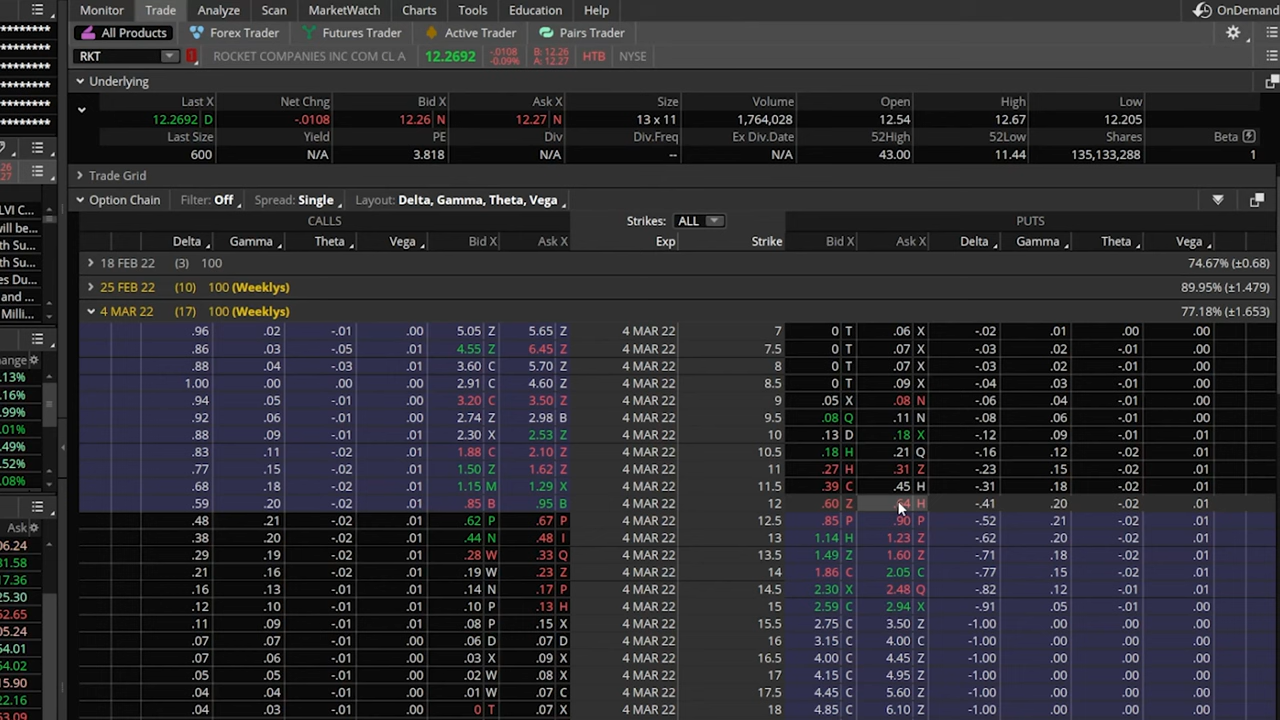 Monitor Trade Analyze Scan MarketWatch Charts Tools Education Help OnDemand
All Products Forex Trader Futures Trader Active Trader Pairs Trader
RKT ROCKET COMPANIES INC COM CL A 12.2692 -.0108 -0.09% B: 12.26 A: 12.27 HTB NYSE
Underlying
Last X Net Chng Bid X Ask X Size Volume Open High Low
12.2692 D -.0108 12.26 N 12.27 N 13 x 11 1,764,028 12.54 12.67 12.205
Last Size Yield PE Div Div.Freq Ex Div.Date 52High 52Low Shares Beta
600 N/A 3.818 N/A -- N/A 43.00 11.44 135,133,288 1
Trade Grid
Option Chain Filter: Off Spread: Single Layout: Delta, Gamma, Theta, Vega
CALLS Strikes: ALL PUTS
Delta Gamma Theta Vega Bid X Ask X Exp Strike Bid X Ask X Delta Gamma Theta Vega
18 FEB 22 (3) 100 74.67% (±0.68)
25 FEB 22 (10) 100 (Weeklys) 89.95% (±1.479)
4 MAR 22 (17) 100 (Weeklys) 77.18% (±1.653)
.96 .02 -.01 .00 5.05 Z 5.65 Z 4 MAR 22 7 0 T .06 X -.02 .01 .00 .00
.86 .03 -.05 .01 4.55 Z 6.45 Z 4 MAR 22 7.5 0 T .07 X -.03 .02 -.01 .00
.88 .04 -.03 .01 3.60 C 5.70 Z 4 MAR 22 8 0 T .07 X -.03 .02 -.01 .00
1.00 .00 .00 .01 2.91 C 4.60 Z 4 MAR 22 8.5 0 T .09 X -.04 .03 -.01 .00
.94 .05 -.01 .01 3.20 C 3.50 Z 4 MAR 22 9 .05 X .08 N -.06 .04 -.01 .00
.92 .06 -.01 .01 2.74 Z 2.98 B 4 MAR 22 9.5 .08 Q .11 N -.08 .06 -.01 .01
.88 .09 -.01 .01 2.30 X 2.53 Z 4 MAR 22 10 .13 D .18 X -.12 .09 -.01 .01
.83 .11 -.02 .01 1.88 C 2.10 Z 4 MAR 22 10.5 .18 H .21 Q -.16 .12 -.01 .01
.77 .15 -.02 .01 1.50 Z 1.62 Z 4 MAR 22 11 .27 H .31 Z -.23 .15 -.02 .01
.68 .18 -.02 .01 1.15 M 1.29 X 4 MAR 22 11.5 .39 C .45 H -.31 .18 -.02 .01
.59 .20 -.02 .01 .85 B .95 B 4 MAR 22 12 .60 Z H -.41 .20 -.02 .01
.48 .21 -.02 .01 .62 P .67 P 4 MAR 22 12.5 .85 P .90 P -.52 .21 -.02 .01
.38 .20 -.02 .01 .44 N .48 I 4 MAR 22 13 1.14 H 1.23 Z -.62 .20 -.02 .01
.29 .19 -.02 .01 .28 W .33 Q 4 MAR 22 13.5 1.49 Z 1.60 Z -.71 .18 -.02 .01
.21 .16 -.02 .01 .19 W .23 Z 4 MAR 22 14 1.86 C 2.05 C -.77 .15 -.02 .01
.16 .13 -.01 .01 .14 N .17 P 4 MAR 22 14.5 2.30 X 2.48 Q -.82 .12 -.01 .01
.12 .10 -.01 .01 .10 P .13 H 4 MAR 22 15 2.59 C 2.94 X -.91 .05 -.01 .00
.11 .09 -.01 .01 .08 P .15 X 4 MAR 22 15.5 2.75 C 3.50 Z -1.00 .00 .00 .00
.07 .07 -.01 .01 .06 D .07 D 4 MAR 22 16 3.15 C 4.00 C -1.00 .00 .00 .00
.07 .06 -.01 .00 .03 X .09 X 4 MAR 22 16.5 4.00 C 4.45 C -1.00 .00 .00 .00
.05 .05 -.01 .00 .02 W .08 X 4 MAR 22 17 4.15 C 4.95 C -1.00 .00 .00 .00
.04 .04 -.01 .00 .01 W .07 C 4 MAR 22 17.5 4.45 C 5.60 Z -1.00 .00 .00 .00
.04 .03 -.01 .00 0 T .07 X 4 MAR 22 18 4.85 C 6.10 Z -1.00 .00 .00 .00